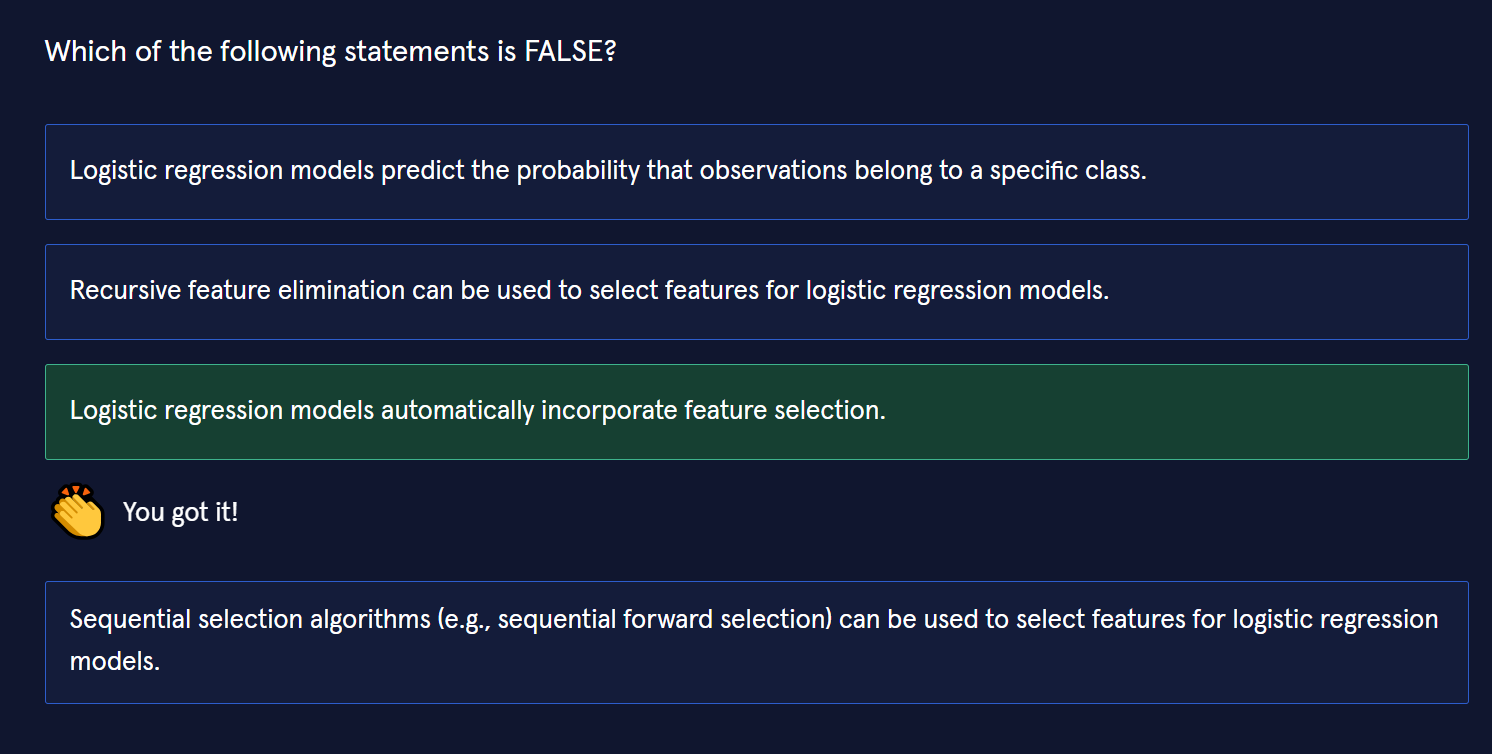 Which of the following statements is FALSE?
Logistic regression models predict the probability that observations belong to a specific class.
Recursive feature elimination can be used to select features for logistic regression models.
Logistic regression models automatically incorporate feature selection.
You got it!
Sequential selection algorithms (e.g., sequential forward selection) can be used to select features for logistic regression
models.